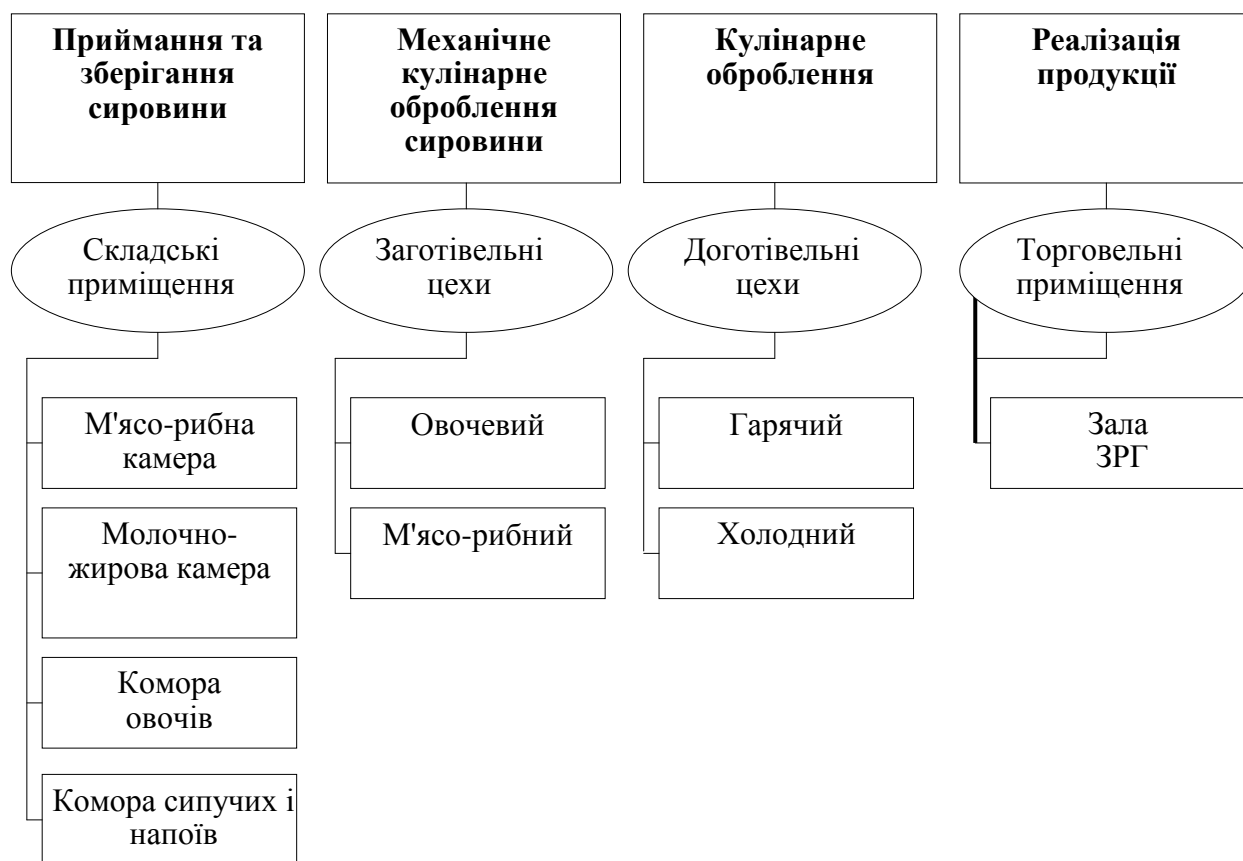 Приймання та
зберігання
сировини
Механічне
кулінарне
оброблення
сировини
Кулінарне
оброблення
Реалізація
продукції
Складські
приміщення
Заготівельні
цехи
Доготівельні
цехи
Торговельні
приміщення
М'ясо-рибна
камера
Молочно-
жирова камера
Комора
овочів
Комора сипучих і
напоїв
Овочевий
М'ясо-рибний
Гарячий
Холодний
Зала
ЗРГ